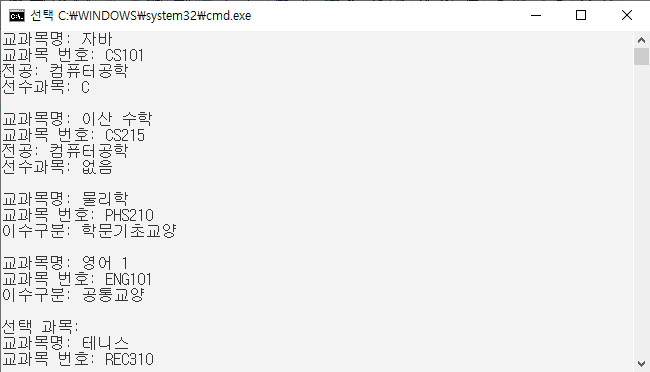 선택 C:₩WINDOWS₩system32₩cmd.exe
교과목명: 자바
교과목 번호: CS101
전공: 컴퓨터공학
선수과목: C
교과목명: 이산 수학
교과목 번호: CS215
전공: 컴퓨터공학
선수과목: 없음
교과목명: 물리학
교과목 번호: PHS210
이수구분: 학문기초교양
교과목명: 영어 1
교과목 번호: ENG101
이수구분: 공통교양
선택 과목:
교과목명: 테니스
교과목 번호: REC310